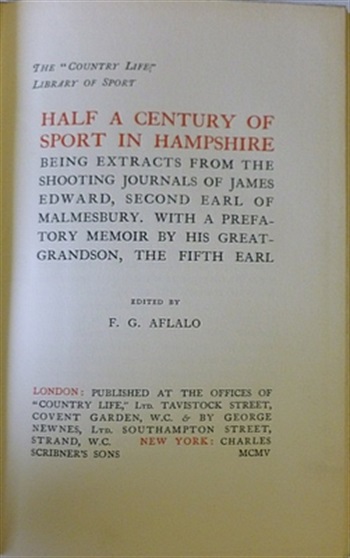 THE "COUNTRY LIFE"
LIBRARY OF SPORT
HALF A CENTURY OF
SPORT IN HAMPSHIRE
BEING EXTRACTS FROM THE
SHOOTING JOURNALS OF JAMES
EDWARD, SECOND EARL OF
MALMESBURY. WITH A PREFA-
TORY MEMOIR BY HIS GREAT-
GRANDSON, THE FIFTH EARL
EDITED BY
F. G. AFLALO
LONDON: PUBLISHED AT THE OFFICES OF
"COUNTRY LIFE," LTD. TAVISTOCK STREET,
COVENT GARDEN, W.C. & BY GEORGE
NEWNES, LTD. SOUTHAMPTON STREET,
STRAND, W.C. NEW YORK: CHARLES
SCRIBNER'S SONS MCMV